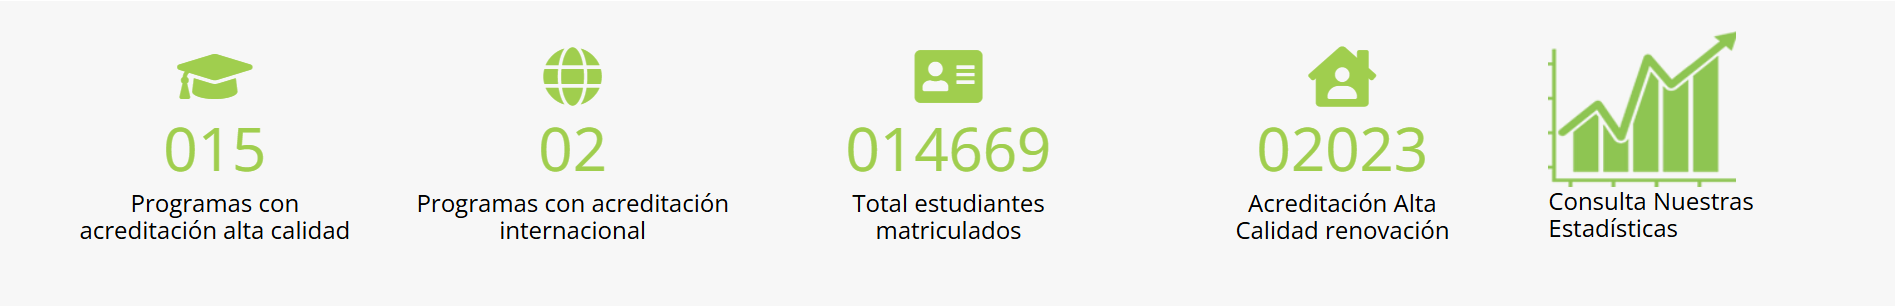 015
Programas con
acreditación alta calidad
02
Programas con acreditación
internacional
014669
Total estudiantes
matriculados
02023
Acreditación Alta
Calidad renovación
Consulta Nuestras
Estadísticas